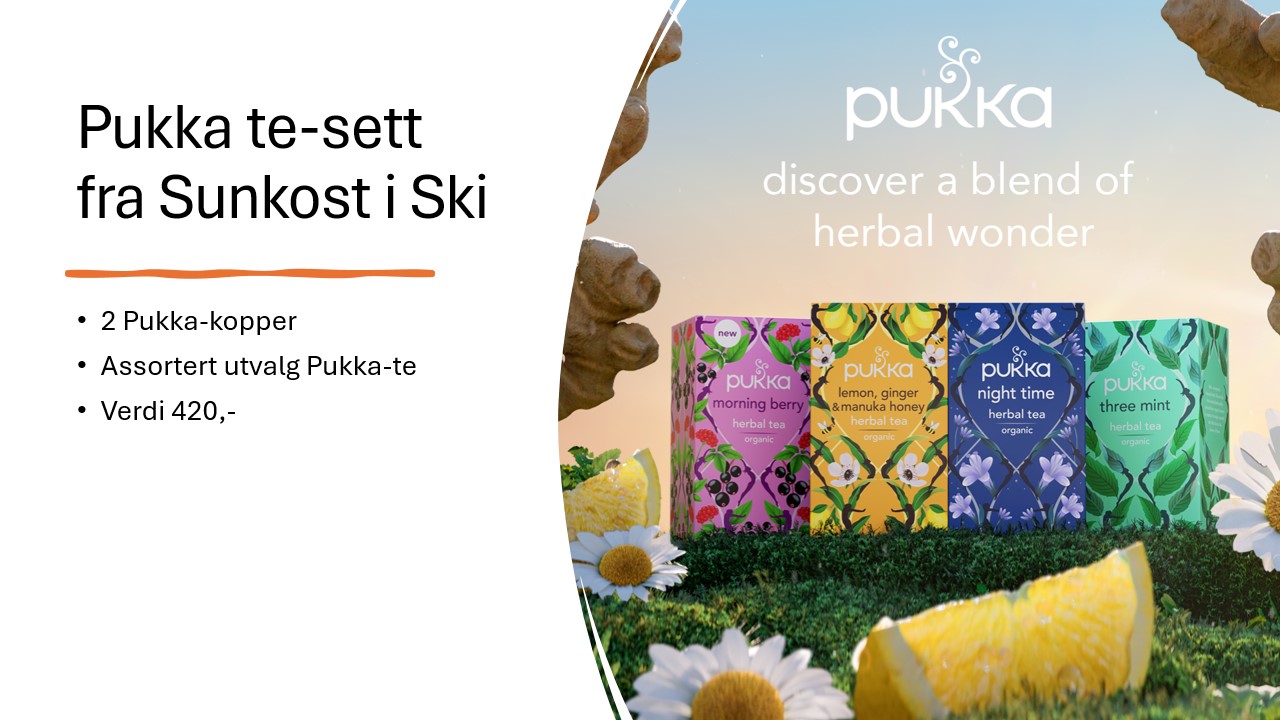 Pukka te-sett
fra Sunkost i Ski
• 2 Pukka-kopper
• Assortert utvalg Pukka-te
• Verdi 420,-
pukka
discover a blend of
herbal wonder
new
pukka
morning berry
herbal tea
organic
pukka
lemon, ginger
& manuka honey
herbal tea
organic
pukka
night time
herbal tea
organic
pukka
three mint
herbal tea
organic